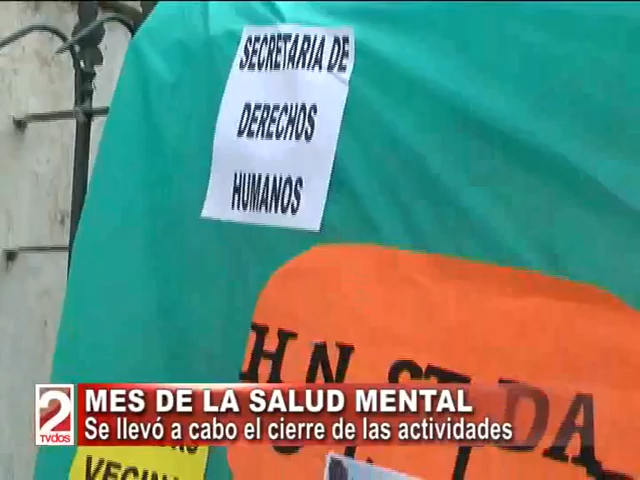 SECRETARIA DE
DERECHOS
HUMANOS
2
TVDOS
MES DE LA SALUD MENTAL
Se llevó a cabo el cierre de las actividades